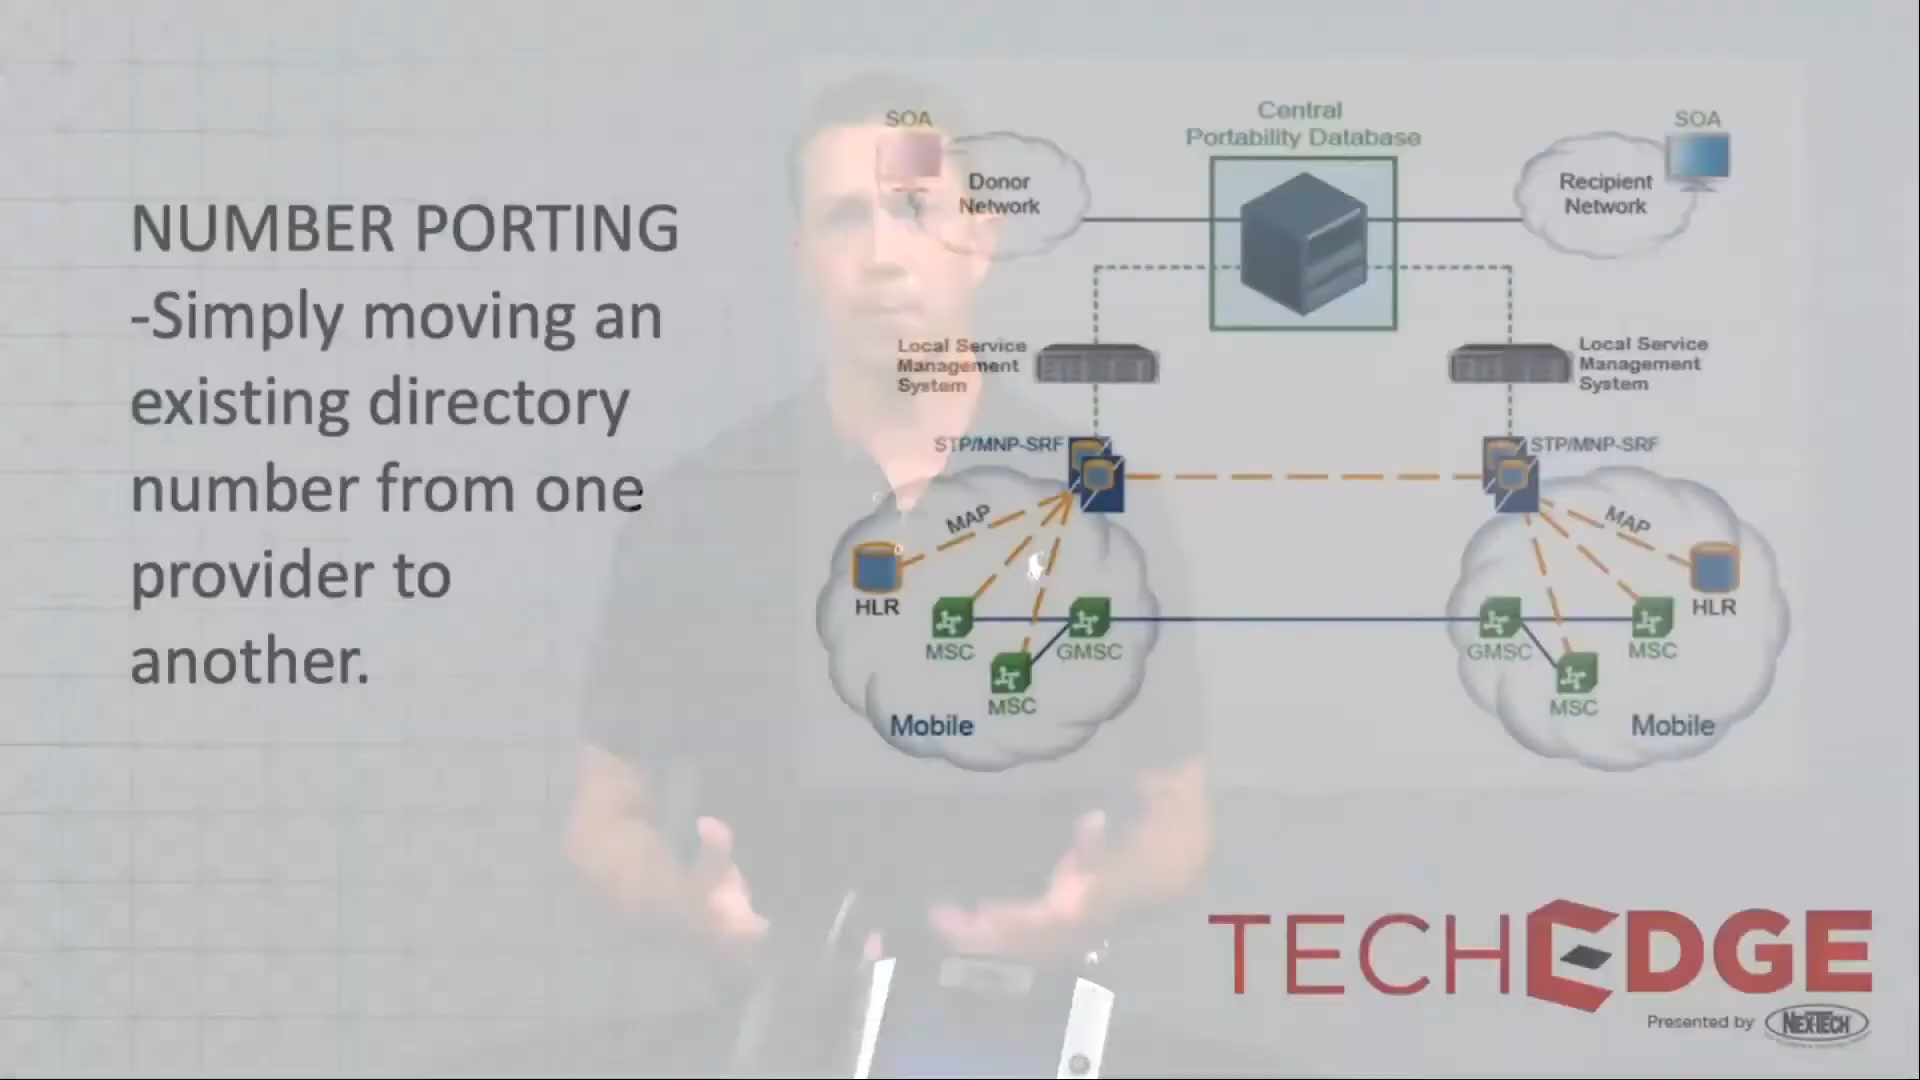 NUMBER PORTING
-Simply moving an
existing directory
number from one
provider to
another.
Central
Portability Database
SOA
Donor
Network
SOA
Recipient
Network
Local Service
Management
System
Local Service
Management
System
STP/MNP-SRF
STP/MNP-SRF
MAP
MAP
HLR
MSC
GMSC
MSC
Mobile
GMSC
MSC
HLR
MSC
Mobile
TECHEDGE
Presented by NEX-TECH